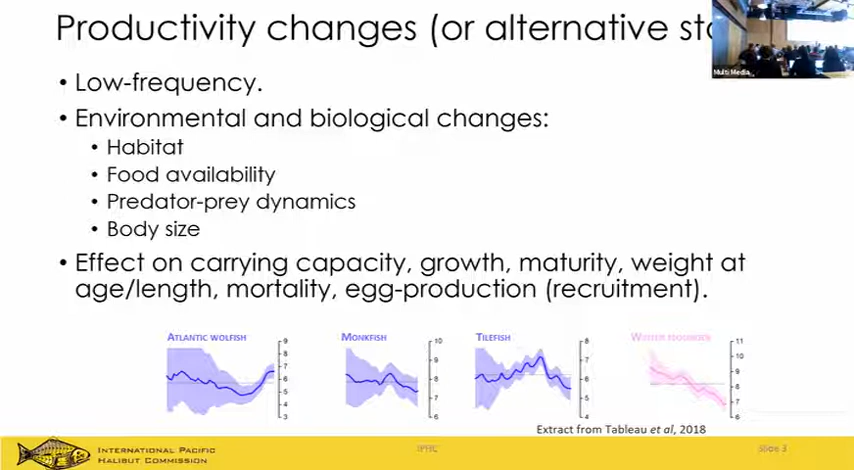 Productivity changes (or alternative
Multi Media
• Low-frequency.
• Environmental and biological changes:
• Habitat
• Food availability
• Predator-prey dynamics
• Body size
• Effect on carrying capacity, growth, maturity, weight at
age/length, mortality, egg-production (recruitment).
ATLANTIC WOLFISH
9
8
7
6
5
4
3
MONKFISH
10
9
8
7
6
TILEFISH
8
7
6
5
4
WINTER FLOUNDER
11
10
9
8
7
6
Extract from Tableau et al, 2018
INTERNATIONAL PACIFIC
HALIBUT COMMISSION
IPHC
Slide 3